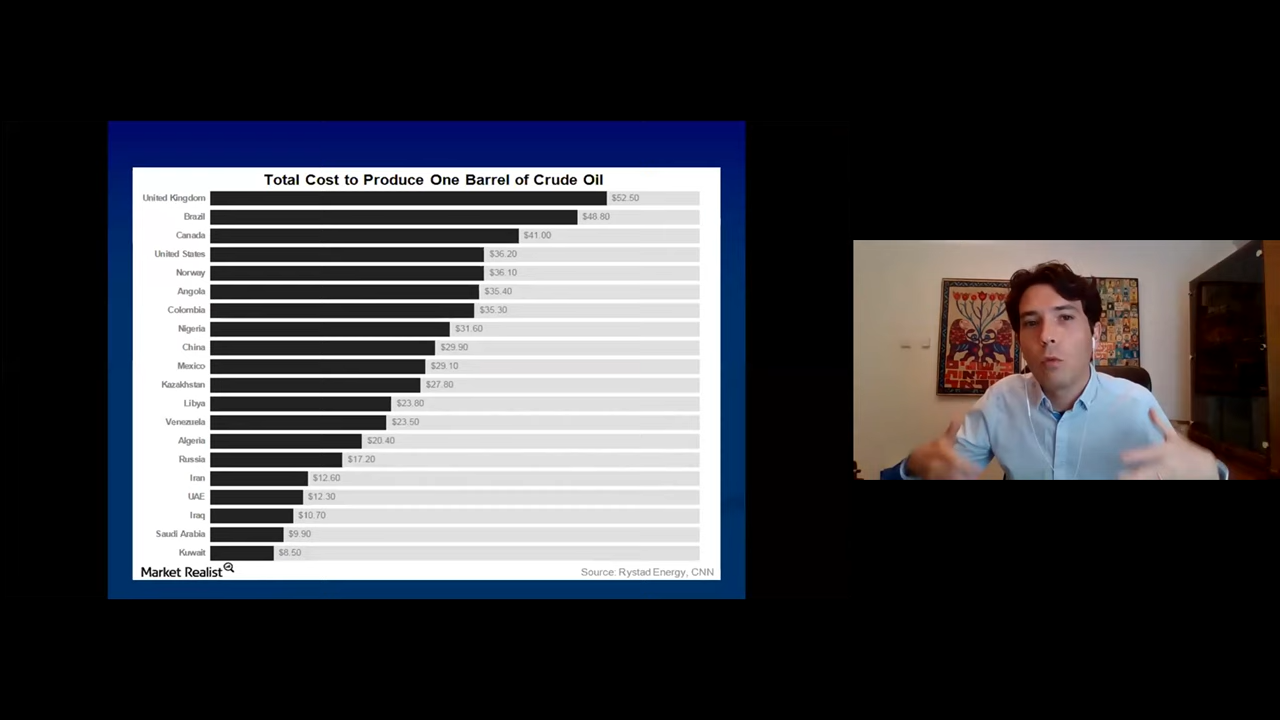 Total Cost to Produce One Barrel of Crude Oil
United Kingdom $52.50
Brazil $48.80
Canada $41.00
United States $36.20
Norway $36.10
Angola $35.40
Colombia $35.30
Nigeria $31.60
China $29.90
Mexico $29.10
Kazakhstan $27.80
Libya $23.80
Venezuela $23.50
Algeria $20.40
Russia $17.20
Iran $12.60
UAE $12.30
Iraq $10.70
Saudi Arabia $9.90
Kuwait $8.50
Market Realist
Source: Rystad Energy, CNN